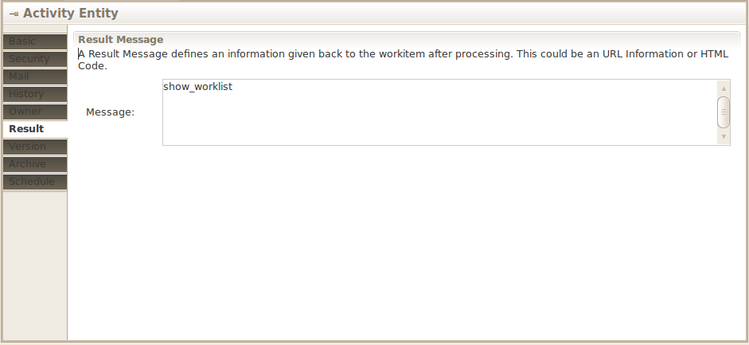 Activity Entity
Basic
Security
Mail
History
Owner
Result
Version
Archive
Schedule
Result Message
A Result Message defines an information given back to the workitem after processing. This could be an URL Information or HTML
Code.
Message:
show_worklist